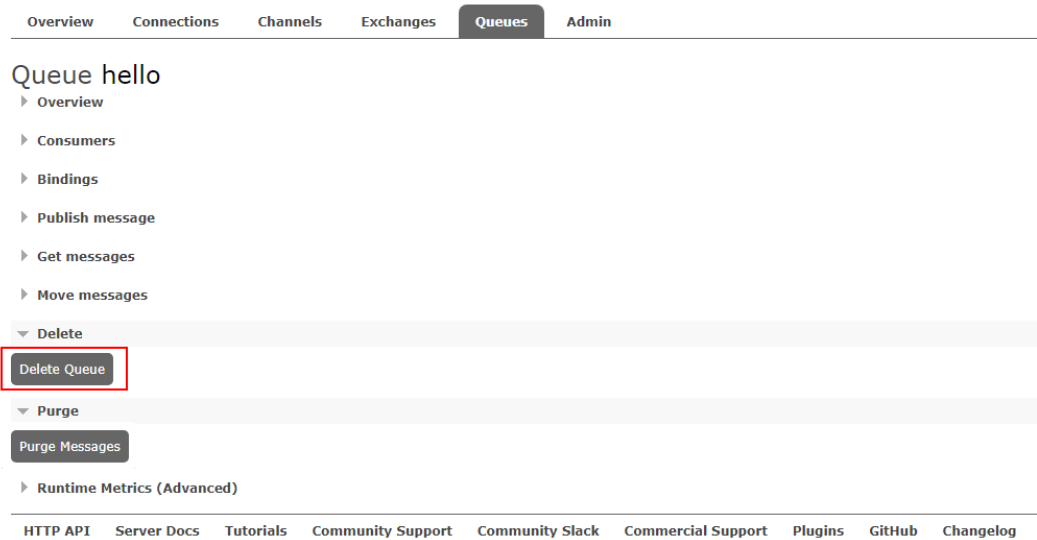 Overview Connections Channels Exchanges Queues Admin
Queue hello
Overview
Consumers
Bindings
Publish message
Get messages
Move messages
Delete
Delete Queue
Purge
Purge Messages
Runtime Metrics (Advanced)
HTTP API Server Docs Tutorials Community Support Community Slack Commercial Support Plugins GitHub Changelog